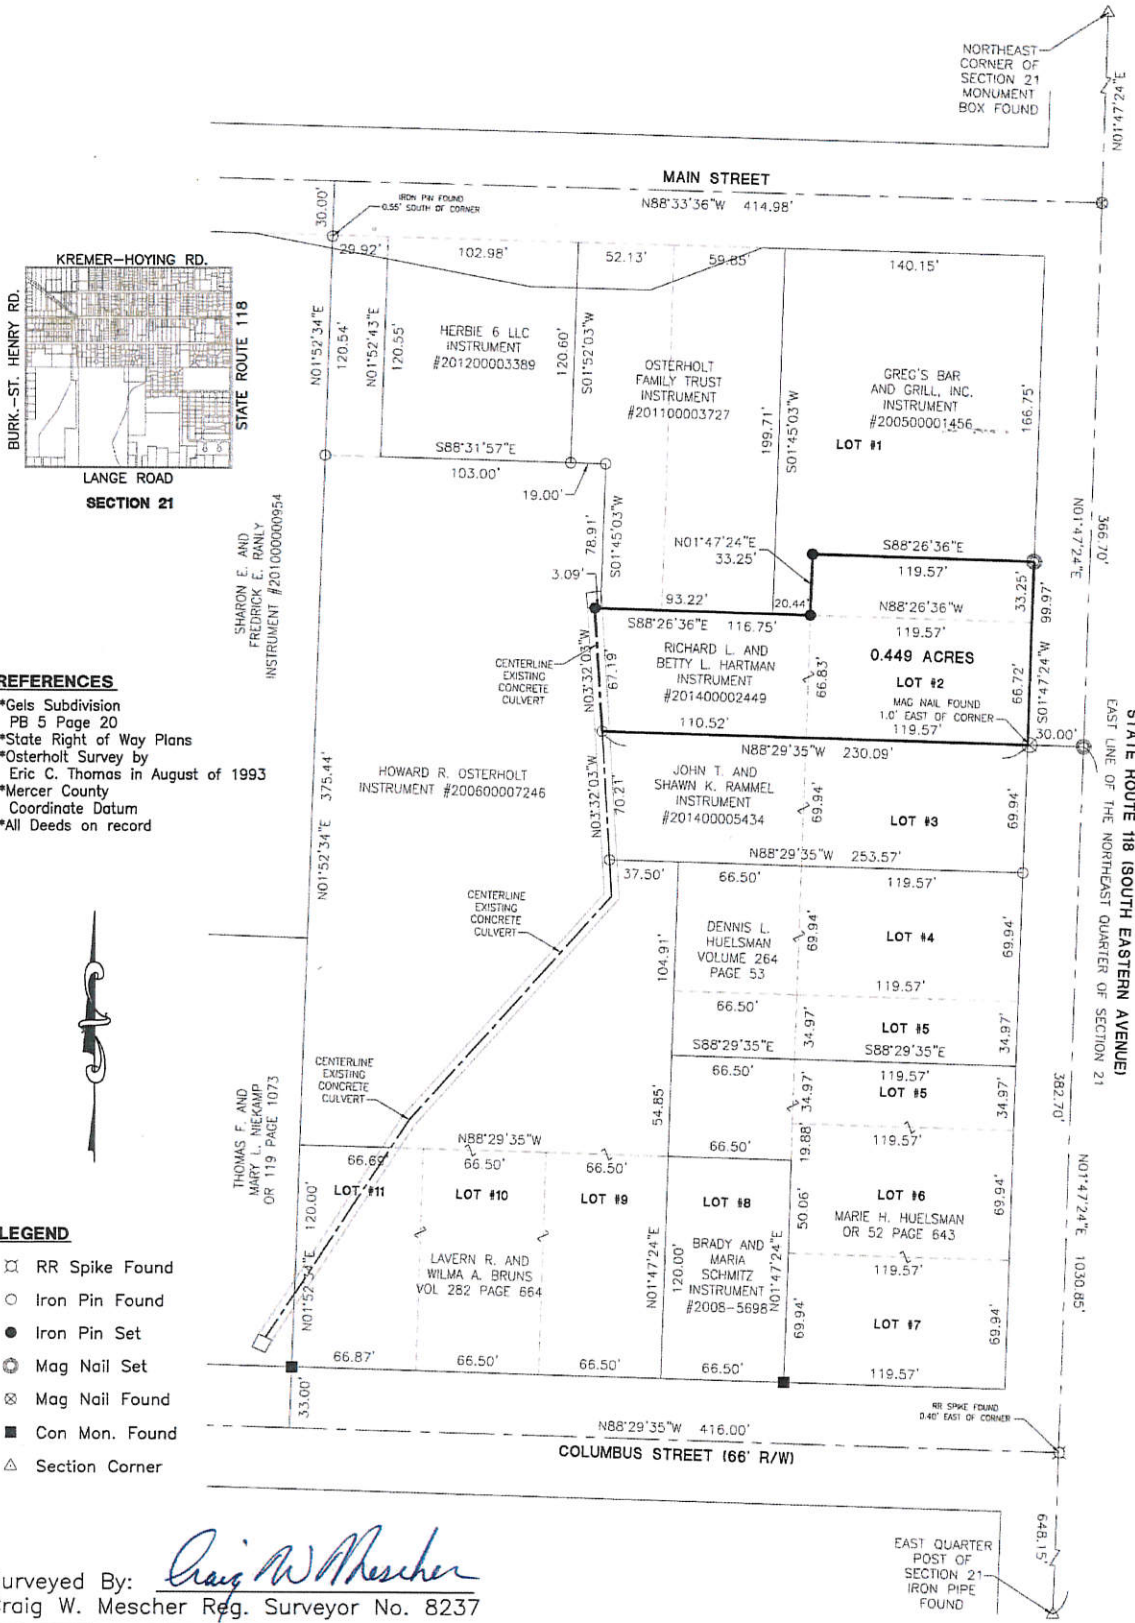 NORTHEAST
CORNER OF
SECTION 21
MONUMENT
BOX FOUND
N01°47'24"E
MAIN STREET
N88°33'36"W 414.98'
IRON PIN FOUND
0.55' SOUTH OF CORNER
30.00'
29.92'
102.98'
52.13'
59.85'
140.15'
KREMER-HOYING RD.
BURK.-ST. HENRY RD.
STATE ROUTE 118
LANGE ROAD
SECTION 21
N01°52'34"E
120.54'
N01°52'43"E
120.55'
HERBIE 6 LLC
INSTRUMENT
#201200003389
120.60'
S01°52'03"W
OSTERHOLT
FAMILY TRUST
INSTRUMENT
#201100003727
199.71'
S01°45'03"W
GREG'S BAR
AND GRILL, INC.
INSTRUMENT
#200500001456
LOT #1
166.75'
S88°31'57"E
103.00'
19.00'
78.91'
S01°45'03"W
SHARON E. AND
FREDRICK E. RANLY
INSTRUMENT #201000000954
N01°47'24"E
33.25'
S88°26'36"E
119.57'
33.25'
99.97'
N01°47'24"E
366.70'
3.09'
93.22'
20.44'
N88°26'36"W
119.57'
S88°26'36"E 116.75'
CENTERLINE
EXISTING
CONCRETE
CULVERT
N03°32'03"W
67.19'
RICHARD L. AND
BETTY L. HARTMAN
INSTRUMENT
#201400002449
66.83'
0.449 ACRES
LOT #2
MAG NAIL FOUND
1.0' EAST OF CORNER
66.72'
S01°47'24"W
110.52'
119.57'
30.00'
N88°29'35"W 230.09'
STATE ROUTE 118 (SOUTH EASTERN AVENUE)
EAST LINE OF THE NORTHEAST QUARTER OF SECTION 21
REFERENCES
*Gels Subdivision
PB 5 Page 20
*State Right of Way Plans
*Osterholt Survey by
Eric C. Thomas in August of 1993
*Mercer County
Coordinate Datum
*All Deeds on record
N01°52'34"E 375.44'
HOWARD R. OSTERHOLT
INSTRUMENT #200600007246
N03°32'03"W
70.21'
JOHN T. AND
SHAWN K. RAMMEL
INSTRUMENT
#201400005434
69.94'
LOT #3
69.94'
N88°29'35"W 253.57'
37.50'
66.50'
119.57'
CENTERLINE
EXISTING
CONCRETE
CULVERT
104.91'
DENNIS L.
HUELSMAN
VOLUME 264
PAGE 53
69.94'
LOT #4
69.94'
119.57'
66.50'
34.97'
LOT #5
34.97'
S88°29'35"E
S88°29'35"E
66.50'
119.57'
34.97'
LOT #5
34.97'
382.70'
CENTERLINE
EXISTING
CONCRETE
CULVERT
54.85'
THOMAS F. AND
MARY L. NIEKAMP
OR 119 PAGE 1073
N88°29'35"W
66.50'
19.88'
119.57'
66.69'
66.50'
66.50'
LOT #11
LOT #10
LOT #9
LOT #8
LOT #6
MARIE H. HUELSMAN
OR 52 PAGE 643
69.94'
50.06'
119.57'
N01°47'24"E 1030.85'
120.00'
N01°52'34"E
LAVERN R. AND
WILMA A. BRUNS
VOL 282 PAGE 664
N01°47'24"E
120.00'
BRADY AND
MARIA
SCHMITZ
INSTRUMENT
#2008-5698
N01°47'24"E
69.94'
LOT #7
69.94'
66.87'
66.50'
66.50'
66.50'
119.57'
LEGEND
RR Spike Found
Iron Pin Found
Iron Pin Set
Mag Nail Set
Mag Nail Found
Con Mon. Found
Section Corner
33.00'
RR SPIKE FOUND
0.40' EAST OF CORNER
N88°29'35"W 416.00'
COLUMBUS STREET (66' R/W)
EAST QUARTER
POST OF
SECTION 21
IRON PIPE
FOUND
648.15'
urveyed By: Craig W Mescher
raig W. Mescher Reg. Surveyor No. 8237